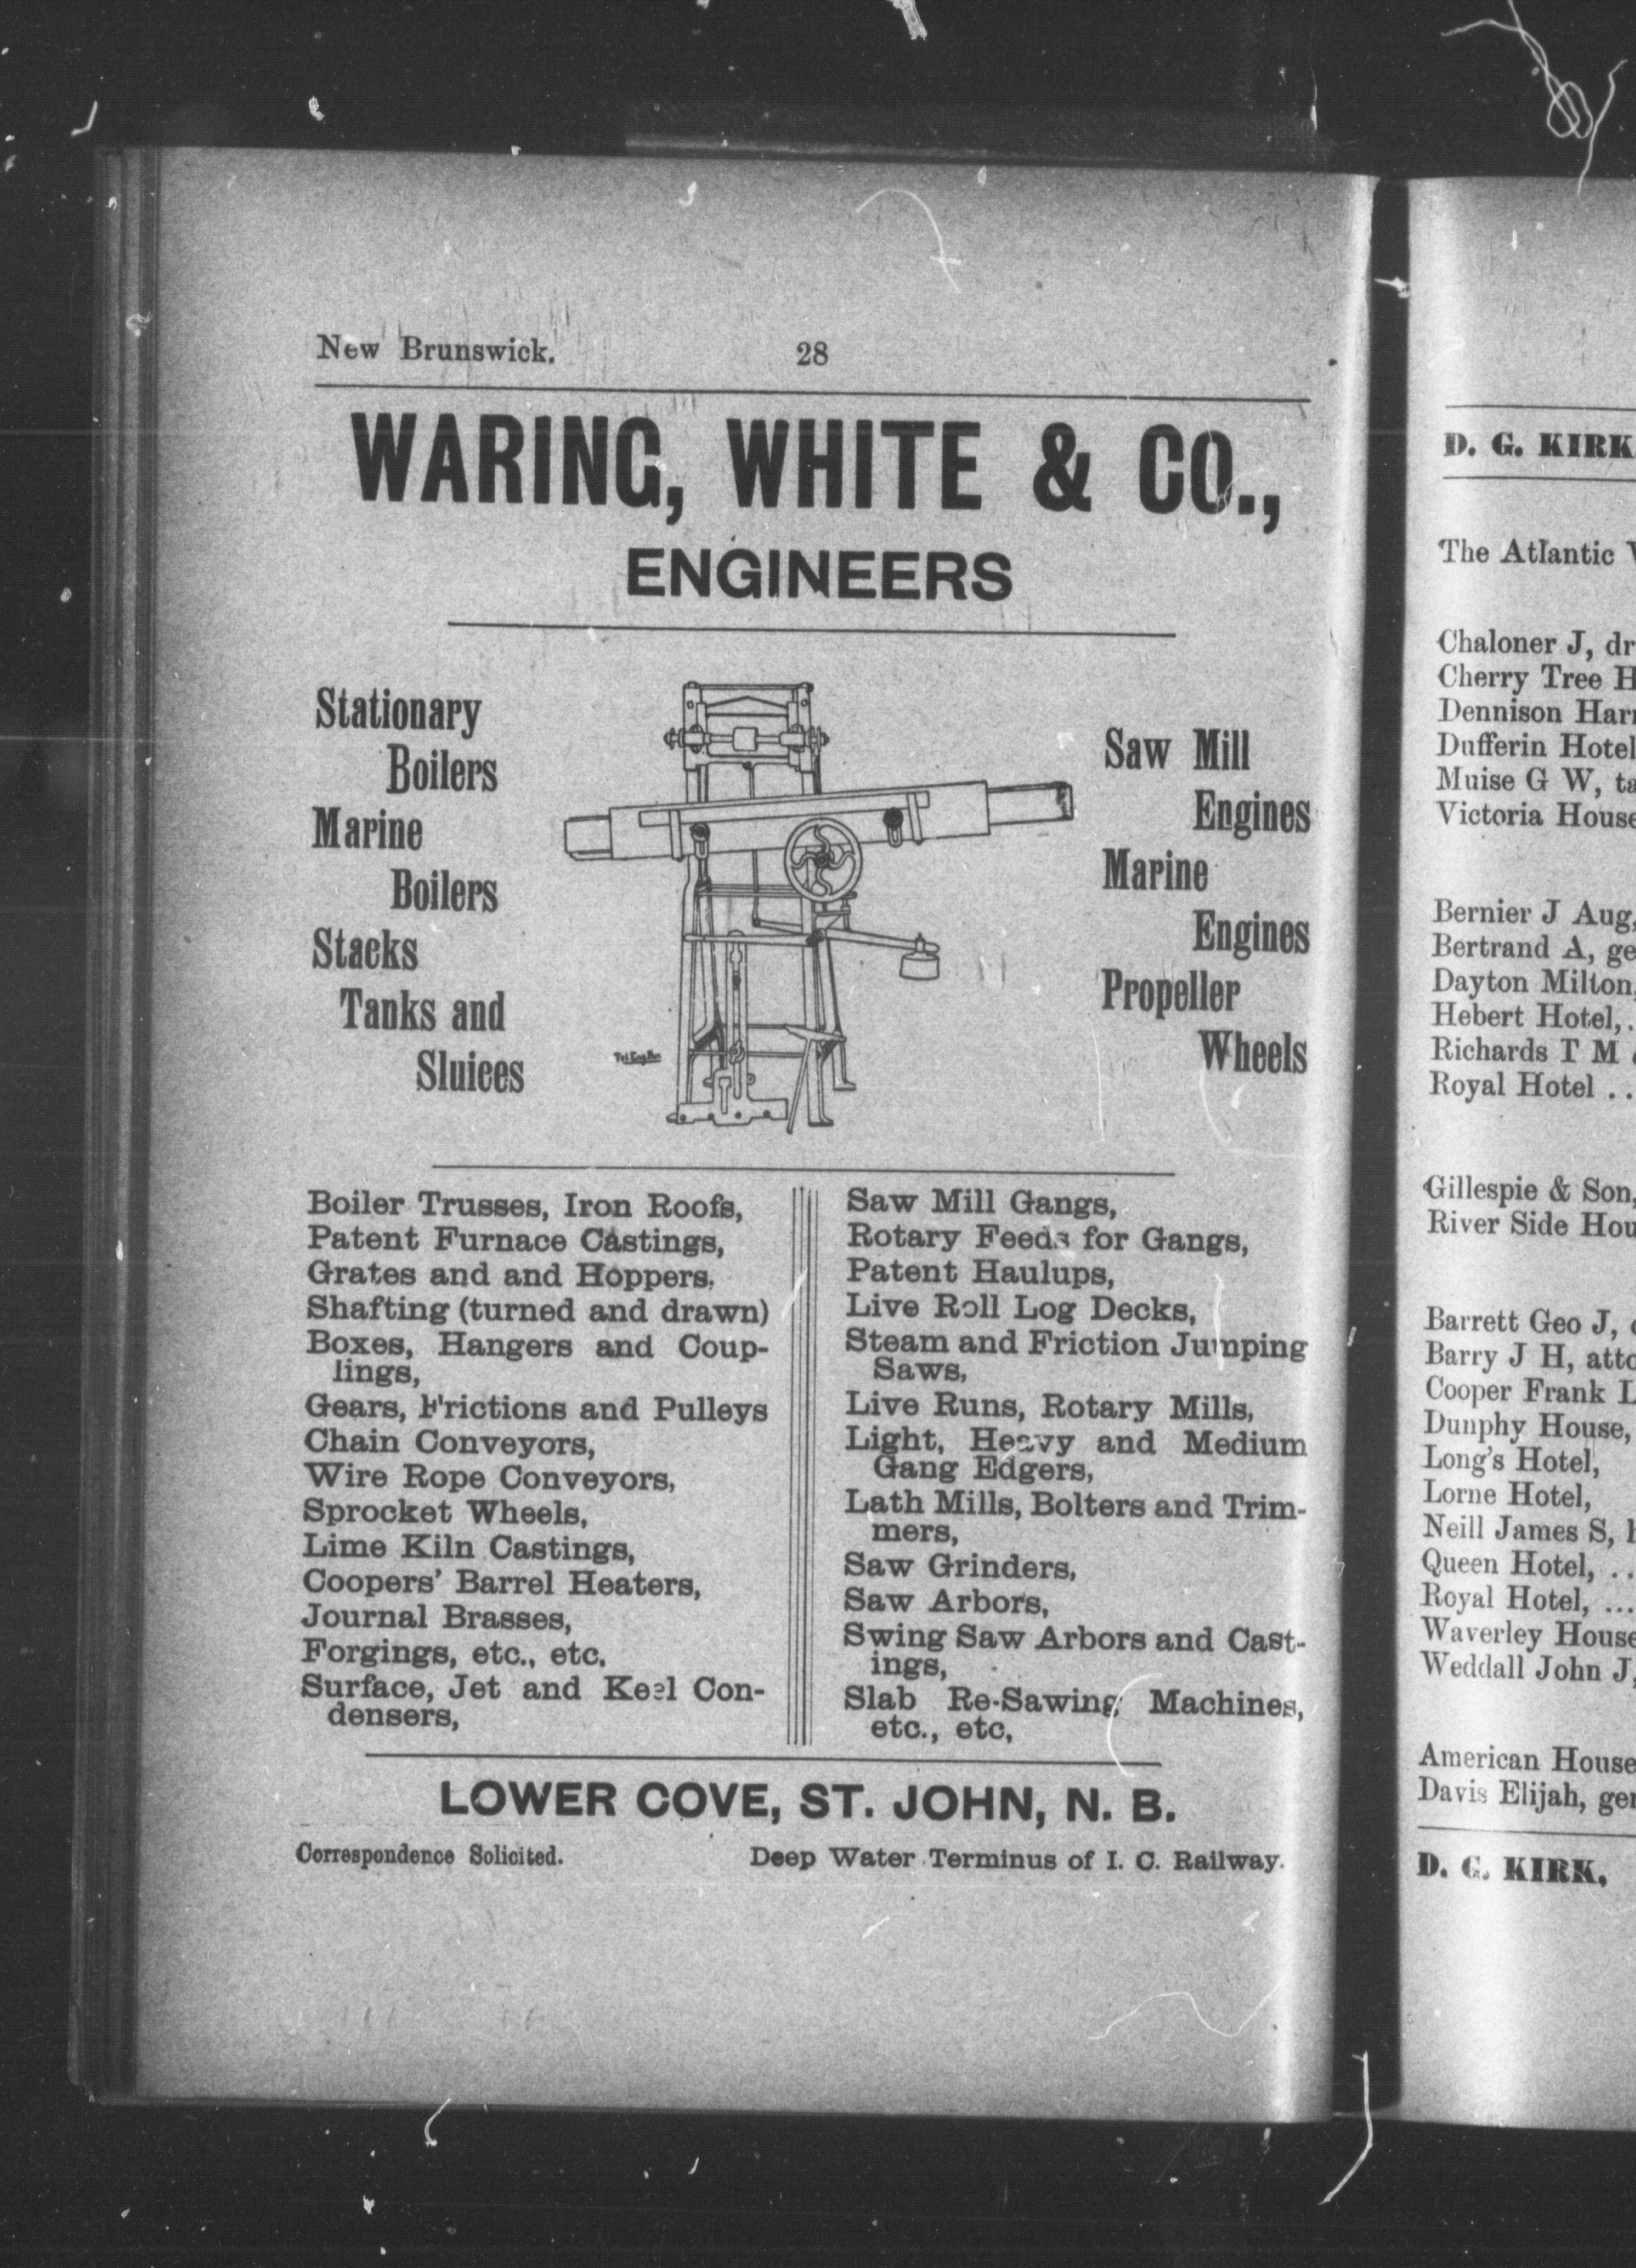 New Brunswick. 28
WARING, WHITE & CO.,
ENGINEERS
Stationary
Boilers
Marine
Boilers
Stacks
Tanks and
Sluices
Saw Mill
Engines
Marine
Engines
Propeller
Wheels
Boiler Trusses, Iron Roofs,
Patent Furnace Castings,
Grates and and Hoppers,
Shafting (turned and drawn)
Boxes, Hangers and Coup-
lings,
Gears, Frictions and Pulleys
Chain Conveyors,
Wire Rope Conveyors,
Sprocket Wheels,
Lime Kiln Castings,
Coopers' Barrel Heaters,
Journal Brasses,
Forgings, etc., etc.
Surface, Jet and Keel Con-
densers,
Saw Mill Gangs,
Rotary Feeds for Gangs,
Patent Haulups,
Live Roll Log Decks,
Steam and Friction Jumping
Saws,
Live Runs, Rotary Mills,
Light, Heavy and Medium
Gang Edgers,
Lath Mills, Bolters and Trim-
mers,
Saw Grinders,
Saw Arbors,
Swing Saw Arbors and Cast-
ings,
Slab Re-Sawing Machines,
etc., etc,
LOWER COVE, ST. JOHN, N. B.
Correspondence Solicited. Deep Water Terminus of I. C. Railway.
D. G. KIRK
The Atlantic
Chaloner J, dr
Cherry Tree H
Dennison Harr
Dufferin Hotel
Muise G W, ta
Victoria House
Bernier J Aug,
Bertrand A, ge
Dayton Milton,
Hebert Hotel,.
Richards T M
Royal Hotel ..
Gillespie & Son,
River Side Hou
Barrett Geo J,
Barry J H, atto
Cooper Frank L
Dunphy House,
Long's Hotel,
Lorne Hotel,
Neill James S, h
Queen Hotel, ..
Royal Hotel, ...
Waverley House
Weddall John J,
American House
Davis Elijah, gen
D. G. KIRK,